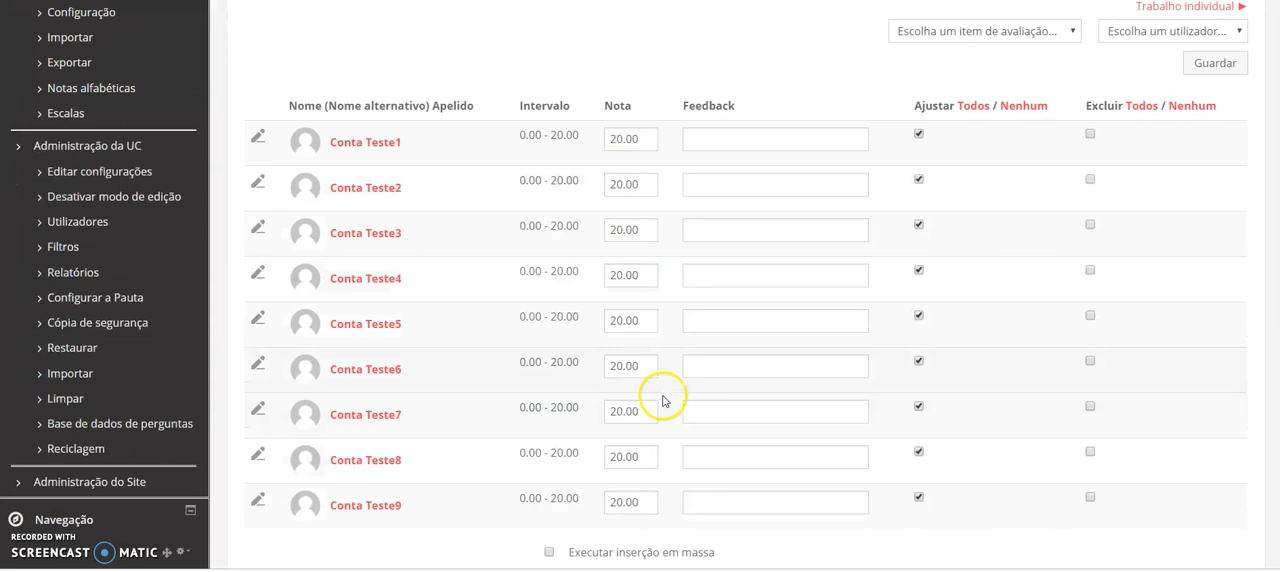 Configuração
Importar
Exportar
Notas alfabéticas
Escalas
Administração da UC
Editar configurações
Desativar modo de edição
Utilizadores
Filtros
Relatórios
Configurar a Pauta
Cópia de segurança
Restaurar
Importar
Limpar
Base de dados de perguntas
Reciclagem
Administração do Site
Navegação
RECORDED WITH
SCREENCAST MATIC
Trabalho individual ►
Escolha um item de avaliação... Escolha um utilizador...
Guardar
Nome (Nome alternativo) Apelido Intervalo Nota Feedback Ajustar Todos / Nenhum Excluir Todos / Nenhum
Conta Teste1 0.00 - 20.00 20.00
Conta Teste2 0.00 - 20.00 20.00
Conta Teste3 0.00 - 20.00 20.00
Conta Teste4 0.00 - 20.00 20.00
Conta Teste5 0.00 - 20.00 20.00
Conta Teste6 0.00 - 20.00 20.00
Conta Teste7 0.00 - 20.00 20.00
Conta Teste8 0.00 - 20.00 20.00
Conta Teste9 0.00 - 20.00 20.00
Executar inserção em massa